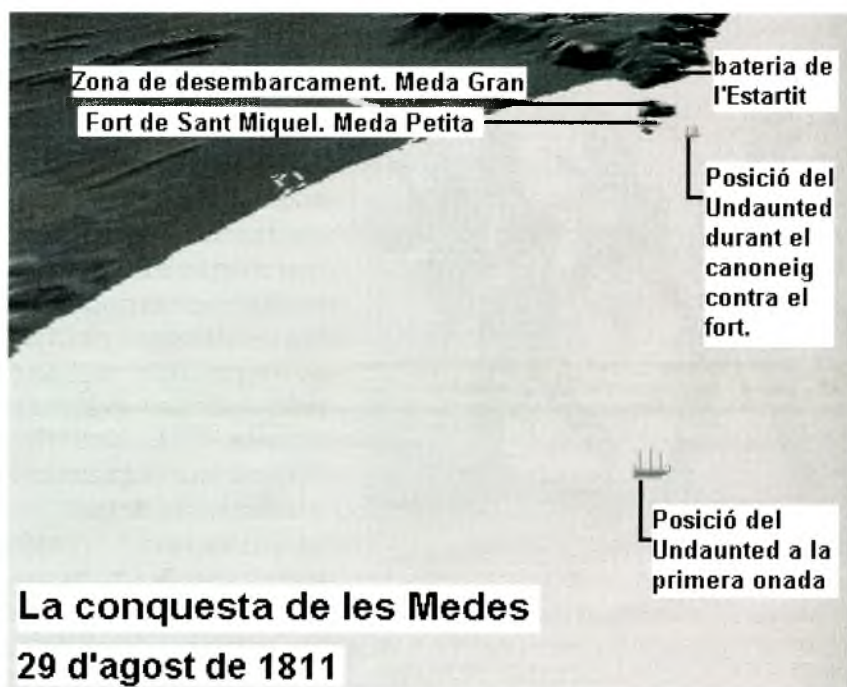 Zona de desembarcament. Meda Gran
Fort de Sant Miquel. Meda Petita
bateria de
l'Estartit
Posició del
Undaunted
durant el
canoneig
contra el
fort.
Posició del
Undaunted a la
primera onada
La conquesta de les Medes
29 d'agost de 1811